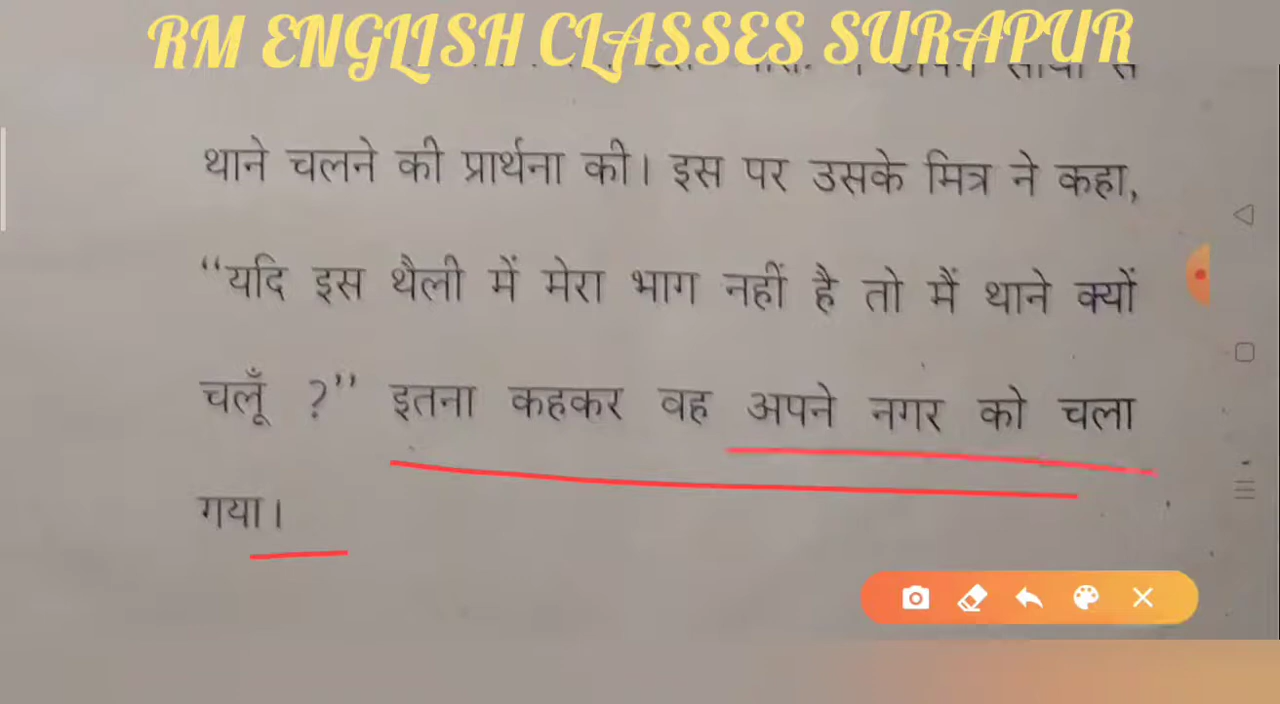 RM ENGLISH CLASSES SURAPUR
थाने चलने की प्रार्थना की। इस पर उसके मित्र ने कहा,
“यदि इस थैली में मेरा भाग नहीं है तो मैं थाने क्यों
चलूँ ?” इतना कहकर वह अपने नगर को चला
गया।